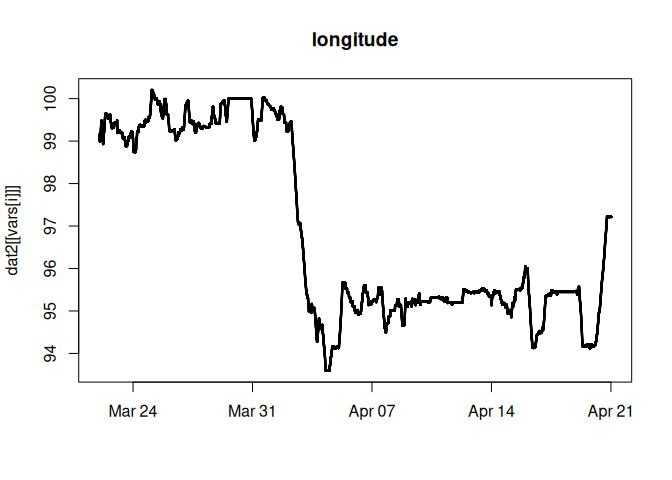 longitude
dat2[[vars[i]]]
100
99
98
97
96
95
94
Mar 24
Mar 31
Apr 07
Apr 14
Apr 21